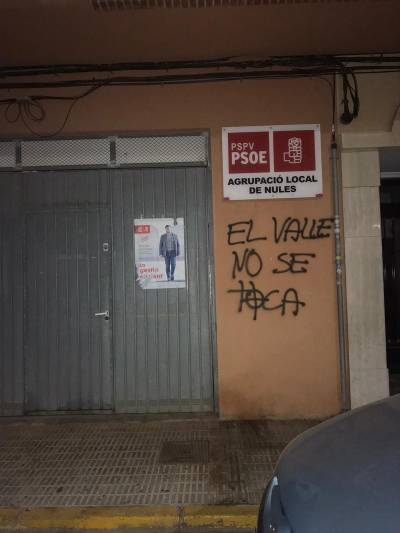 PSPV
PSOE
AGRUPACIÓ LOCAL
DE NULES
EL VALLE
NO SE
TOCA